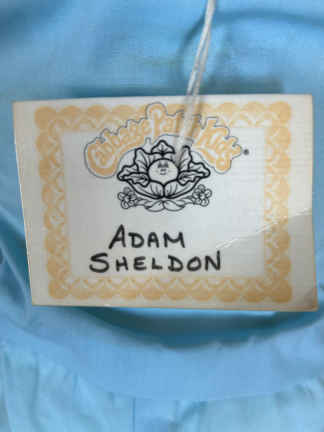 Cabbage Patch Kids®
ADAM
SHELDON